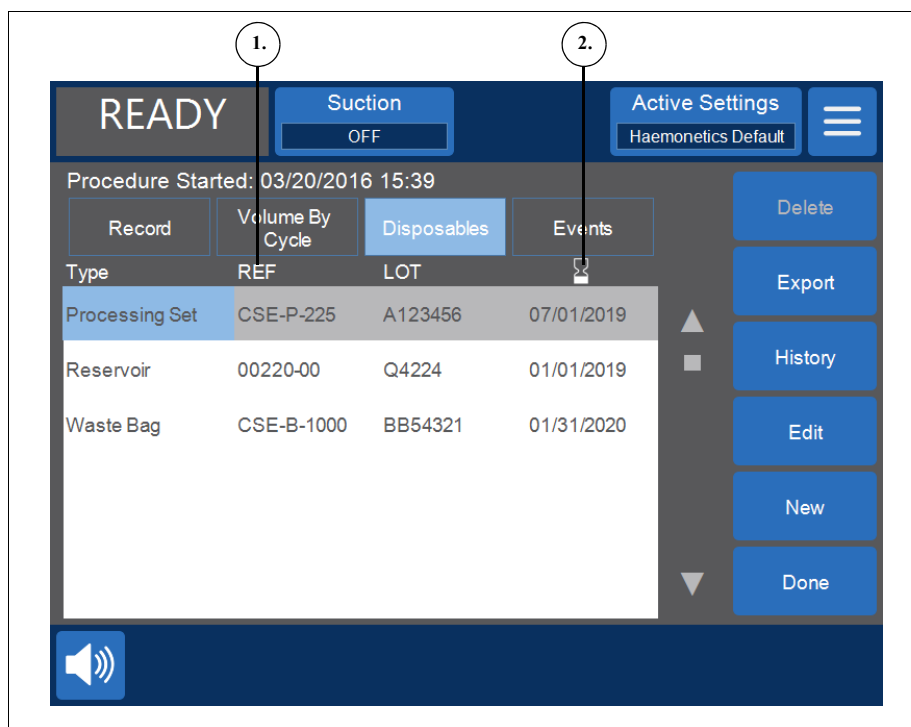 1. 2.
READY Suction Active Settings
OFF Haemonetics Default
Procedure Started: 03/20/2016 15:39
Record Volume By Cycle Disposables Events
Delete
Type REF LOT
Export
Processing Set CSE-P-225 A123456 07/01/2019
Reservoir 00220-00 Q4224 01/01/2019
History
Waste Bag CSE-B-1000 BB54321 01/31/2020
Edit
New
Done